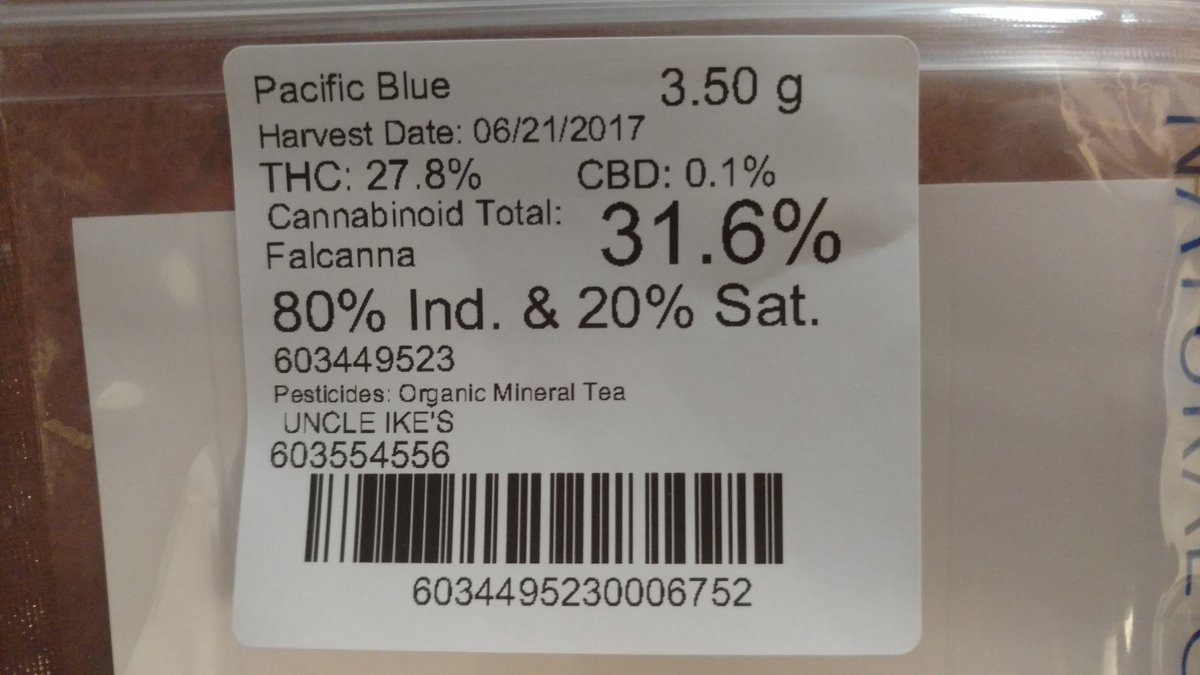 Pacific Blue 3.50 g
Harvest Date: 06/21/2017
THC: 27.8% CBD: 0.1%
Cannabinoid Total: 31.6%
Falcanna
80% Ind. & 20% Sat.
603449523
Pesticides: Organic Mineral Tea
UNCLE IKE'S
603554556
6034495230006752